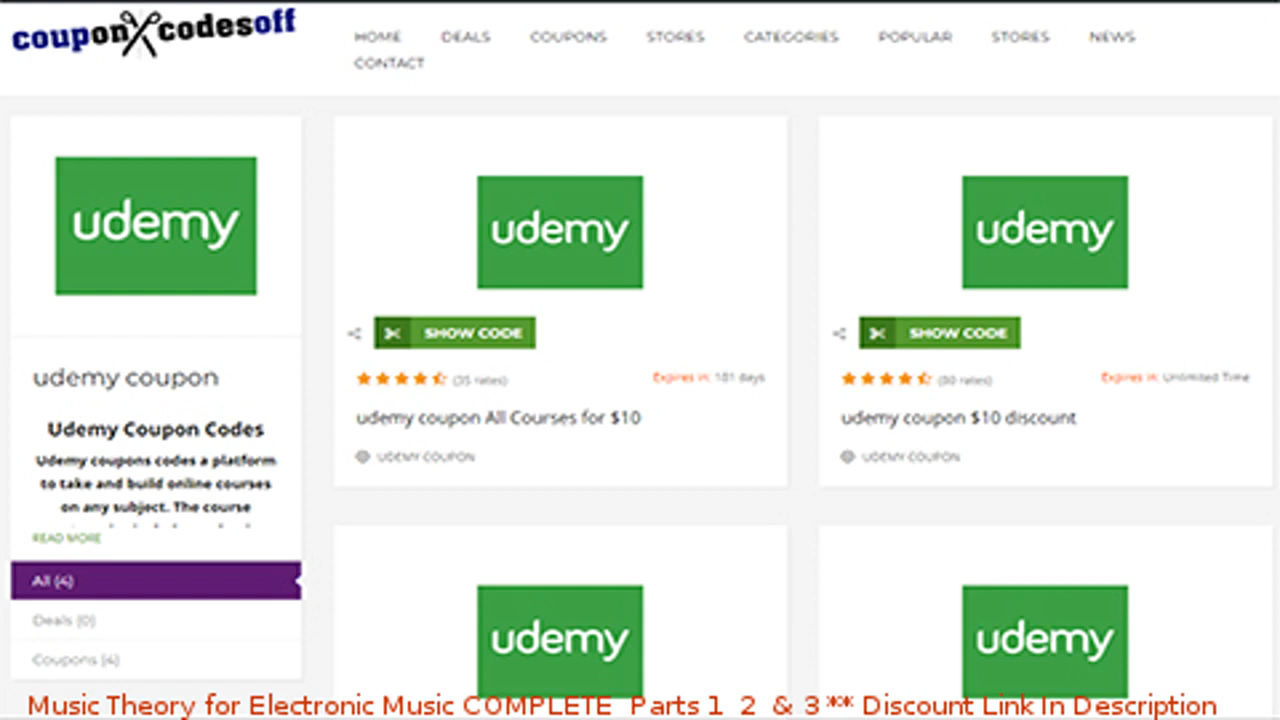 couponcodesoff
HOME DEALS COUPONS STORES CATEGORIES POPULAR STORES NEWS
CONTACT
udemy
udemy coupon
Udemy Coupon Codes
Udemy coupons codes a platform
to take and build online courses
on any subject. The course
READ MORE
All (4)
Deals (0)
Coupons (4)
udemy
SHOW CODE
(35 rates) Expires in: 181 days
udemy coupon All Courses for $10
UDEMY COUPON
udemy
SHOW CODE
(80 rates) Expires in: Unlimited Time
udemy coupon $10 discount
UDEMY COUPON
udemy
udemy
Music Theory for Electronic Music COMPLETE Parts 1 2 & 3 ** Discount Link In Description